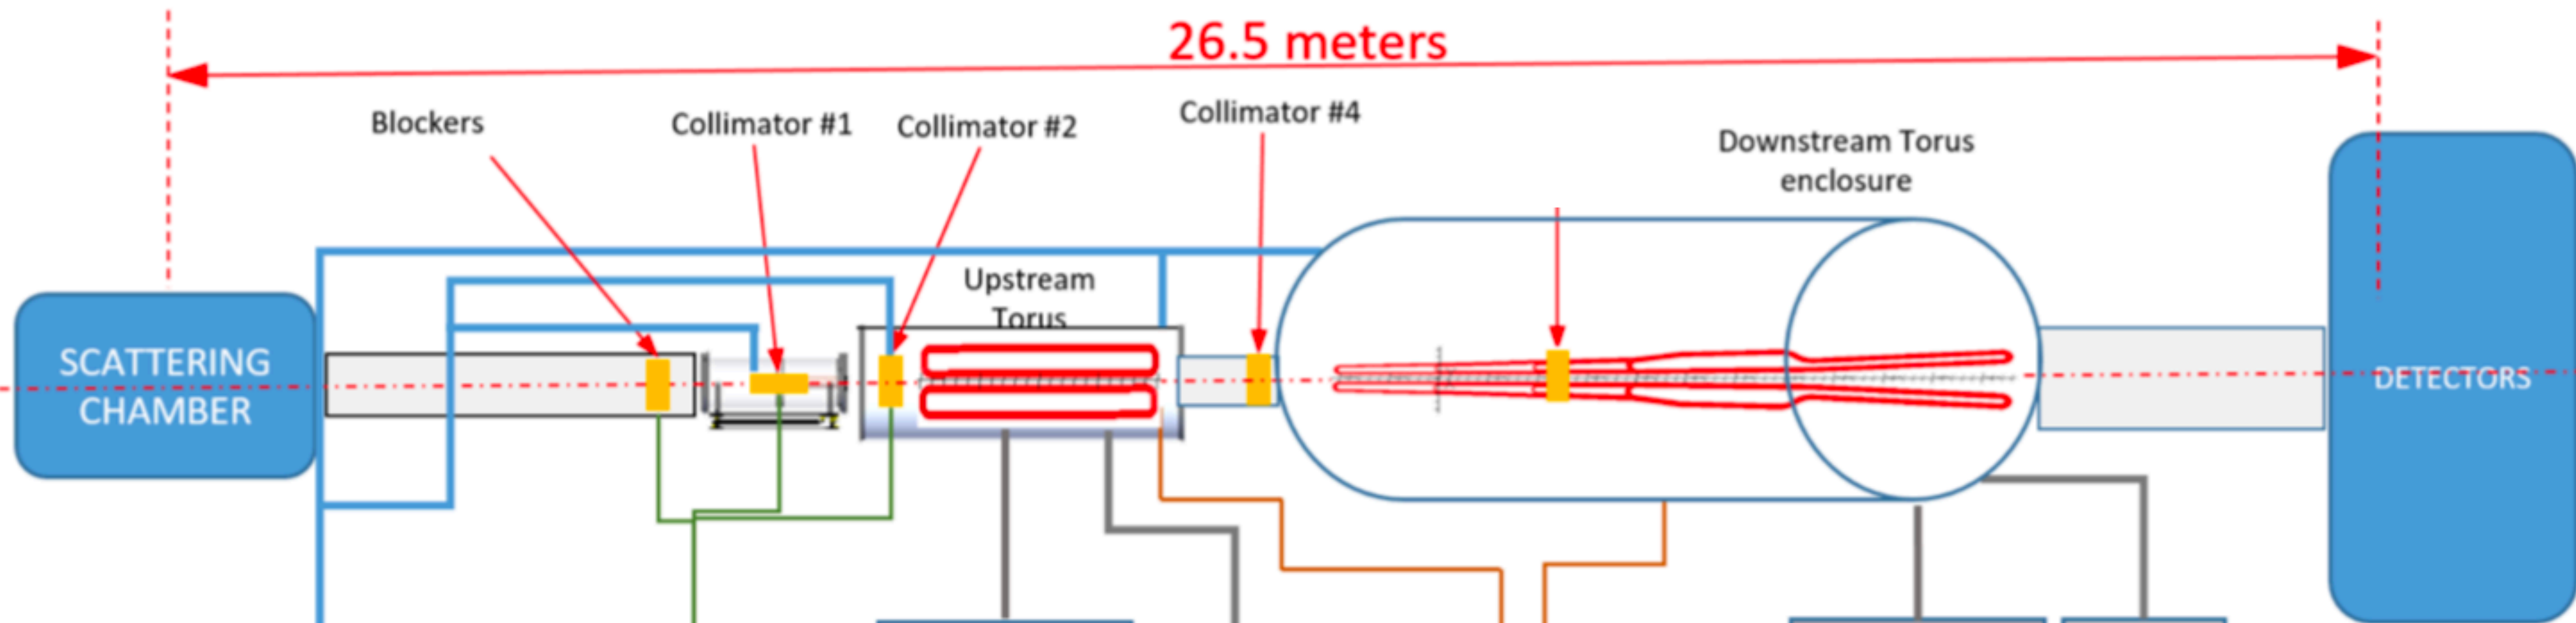 26.5 meters
Blockers
Collimator #1
Collimator #2
Collimator #4
Downstream Torus
enclosure
Upstream
Torus
SCATTERING
CHAMBER
DETECTORS